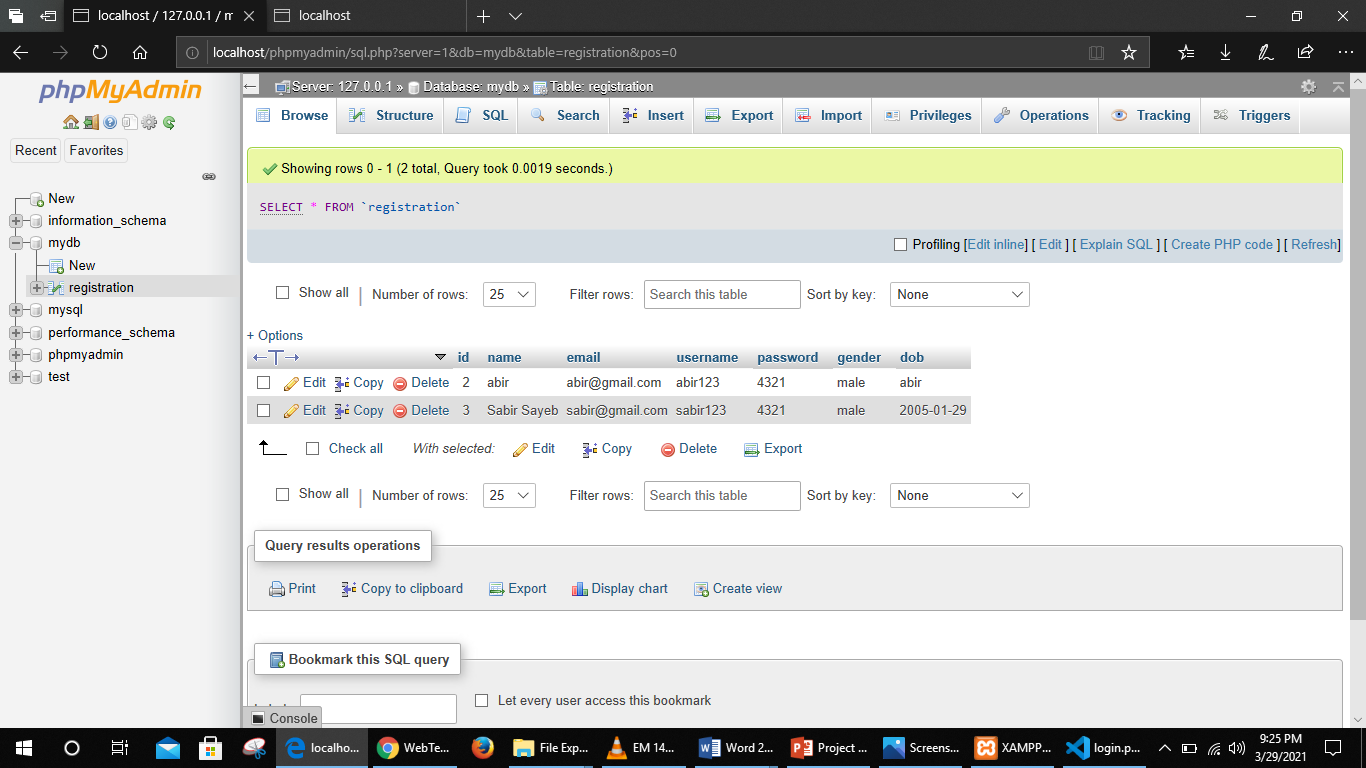 localhost / 127.0.0.1 / m
localhost
localhost/phpmyadmin/sql.php?server=1&db=mydb&table=registration&pos=0
phpMyAdmin
Recent Favorites
New
information_schema
mydb
New
registration
mysql
performance_schema
phpmyadmin
test
Server: 127.0.0.1 » Database: mydb » Table: registration
Browse Structure SQL Search Insert Export Import Privileges Operations Tracking Triggers
Showing rows 0 - 1 (2 total, Query took 0.0019 seconds.)
SELECT * FROM `registration`
Profiling [Edit inline] [ Edit ] [ Explain SQL ] [ Create PHP code ] [ Refresh]
Show all | Number of rows: 25 Filter rows: Search this table Sort by key: None
+ Options
←T→ id name email username password gender dob
Edit Copy Delete 2 abir abir@gmail.com abir123 4321 male abir
Edit Copy Delete 3 Sabir Sayeb sabir@gmail.com sabir123 4321 male 2005-01-29
Check all With selected: Edit Copy Delete Export
Show all | Number of rows: 25 Filter rows: Search this table Sort by key: None
Query results operations
Print Copy to clipboard Export Display chart Create view
Bookmark this SQL query
Let every user access this bookmark
Console
localho... WebTe... File Exp... EM 14... Word 2... Project ... Screens... XAMPP... login.p...
9:25 PM
3/29/2021